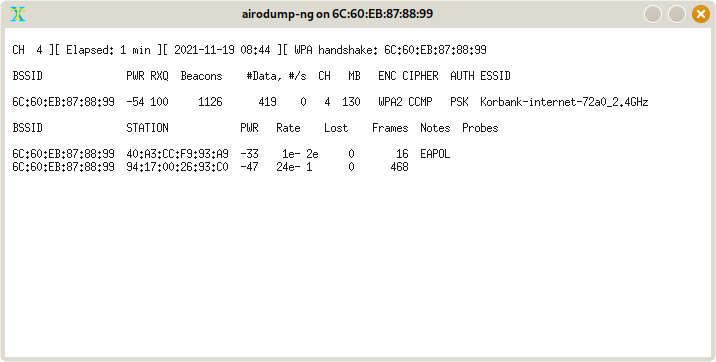 airodump-ng on 6C:60:EB:87:88:99
CH  4 ][ Elapsed: 1 min ][ 2021-11-19 08:44 ][ WPA handshake: 6C:60:EB:87:88:99
BSSID              PWR RXQ  Beacons    #Data, #/s  CH   MB   ENC CIPHER  AUTH ESSID
6C:60:EB:87:88:99  -54 100     1126      419    0   4  130   WPA2 CCMP   PSK  Korbank-internet-72a0_2.4GHz
BSSID              STATION            PWR   Rate    Lost    Frames  Notes  Probes
6C:60:EB:87:88:99  40:A3:CC:F9:93:A9  -33    1e- 2e     0       16  EAPOL
6C:60:EB:87:88:99  94:17:00:26:93:C0  -47   24e- 1      0      468